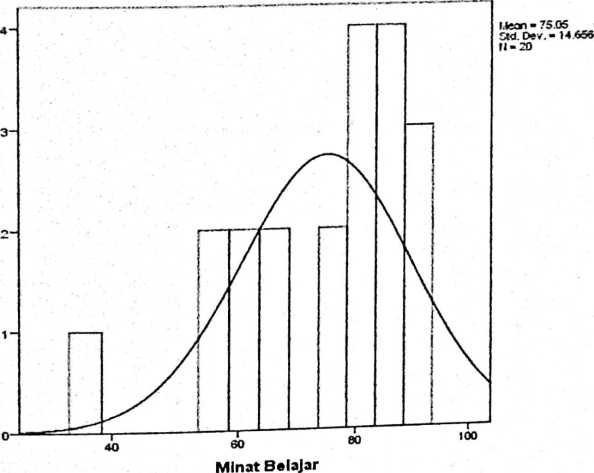 Mean = 75.05
Std. Dev. = 14.656
N = 20
4
3
2
1
0
40 60 80 100
Minat Belajar